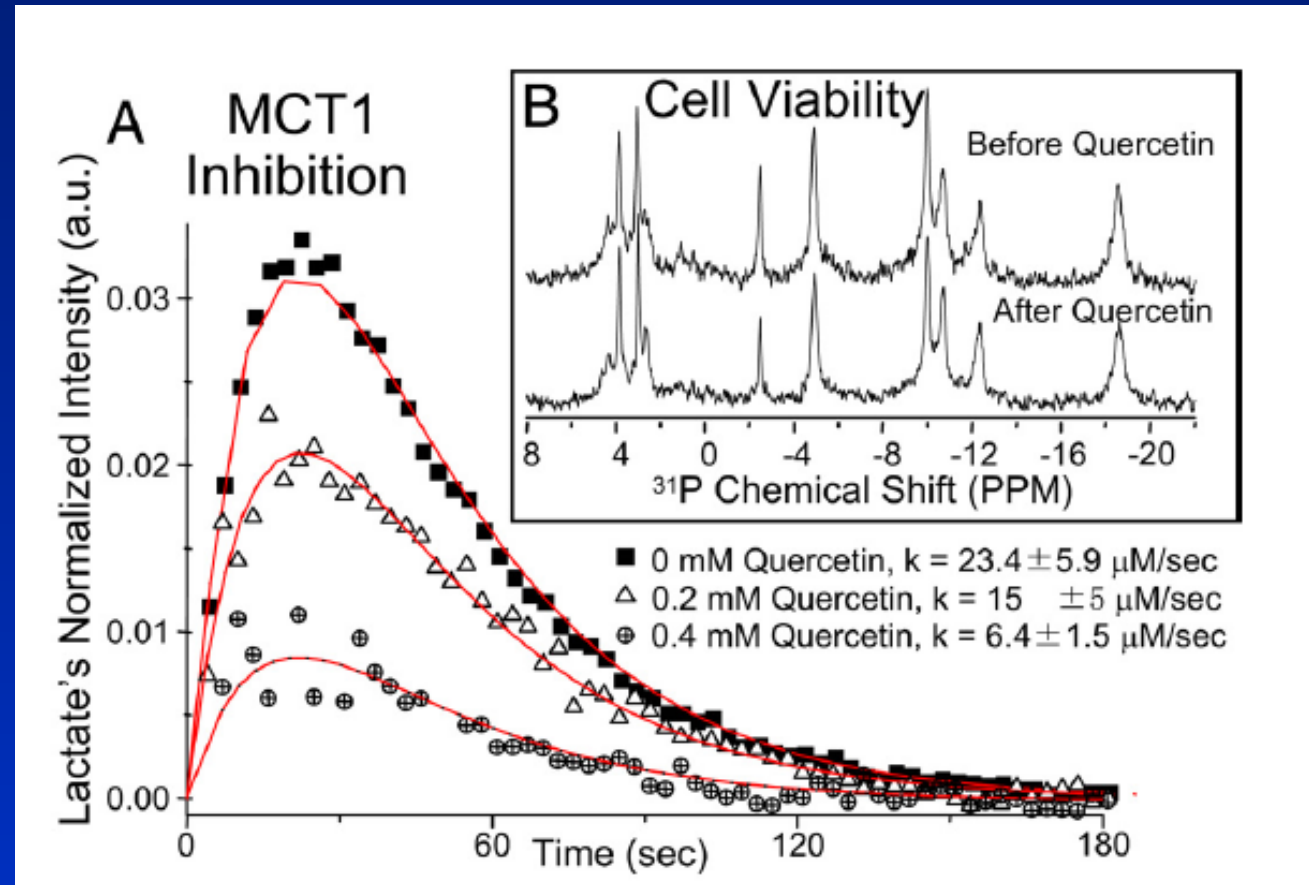 A
MCT1
Inhibition
Lactate's Normalized Intensity (a.u.)
0.03
0.02
0.01
0.00
0
60
120
180
Time (sec)
B
Cell Viability
Before Quercetin
After Quercetin
8 4 0 -4 -8 -12 -16 -20
³¹P Chemical Shift (PPM)
0 mM Quercetin, k = 23.4±5.9 µM/sec
0.2 mM Quercetin, k = 15 ±5 µM/sec
0.4 mM Quercetin, k = 6.4±1.5 µM/sec